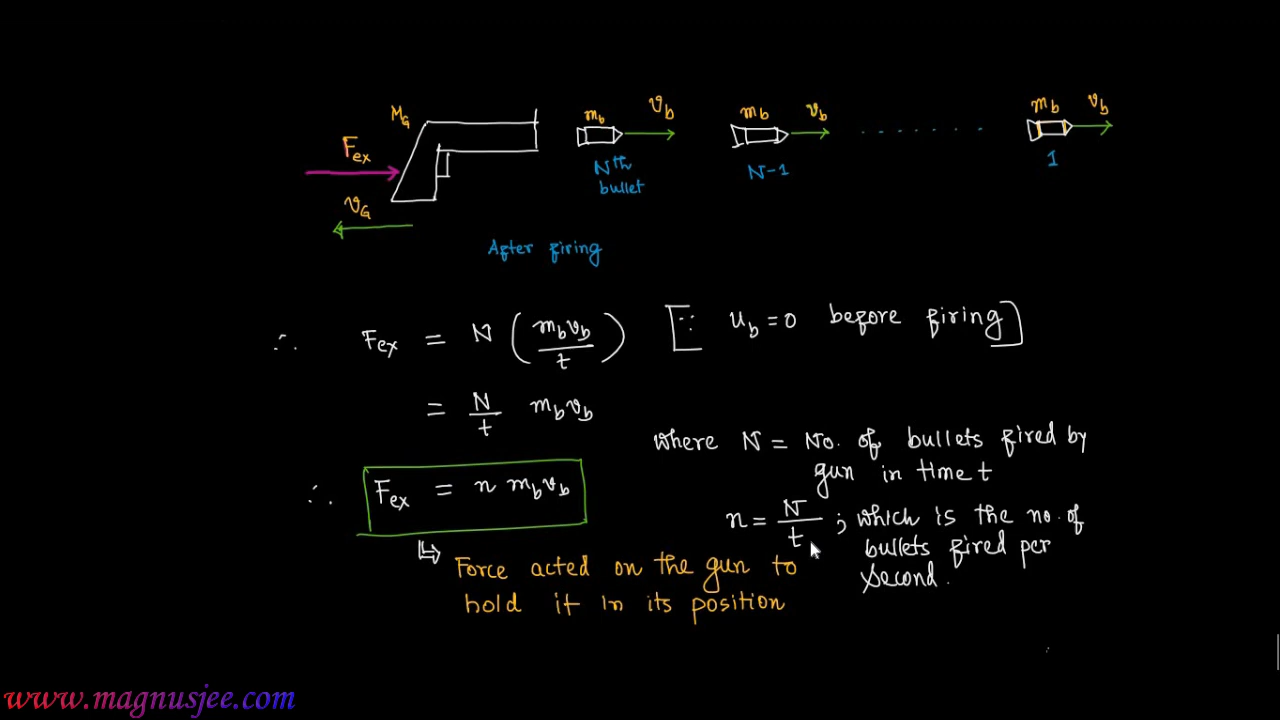 M_G
F_ex
v_G
m_b v_b
Nth bullet
m_b v_b
N-1
. . . . . . . .
m_b v_b
1
After firing
∴ F_ex = N (m_b v_b / t) [∵ u_b = 0 before firing]
= N/t m_b v_b
where N = No. of bullets fired by
gun in time t
∴ F_ex = n m_b v_b
n = N/t ; which is the no. of
bullets fired per
second.
↳ Force acted on the gun to
hold it in its position
www.magnusjee.com